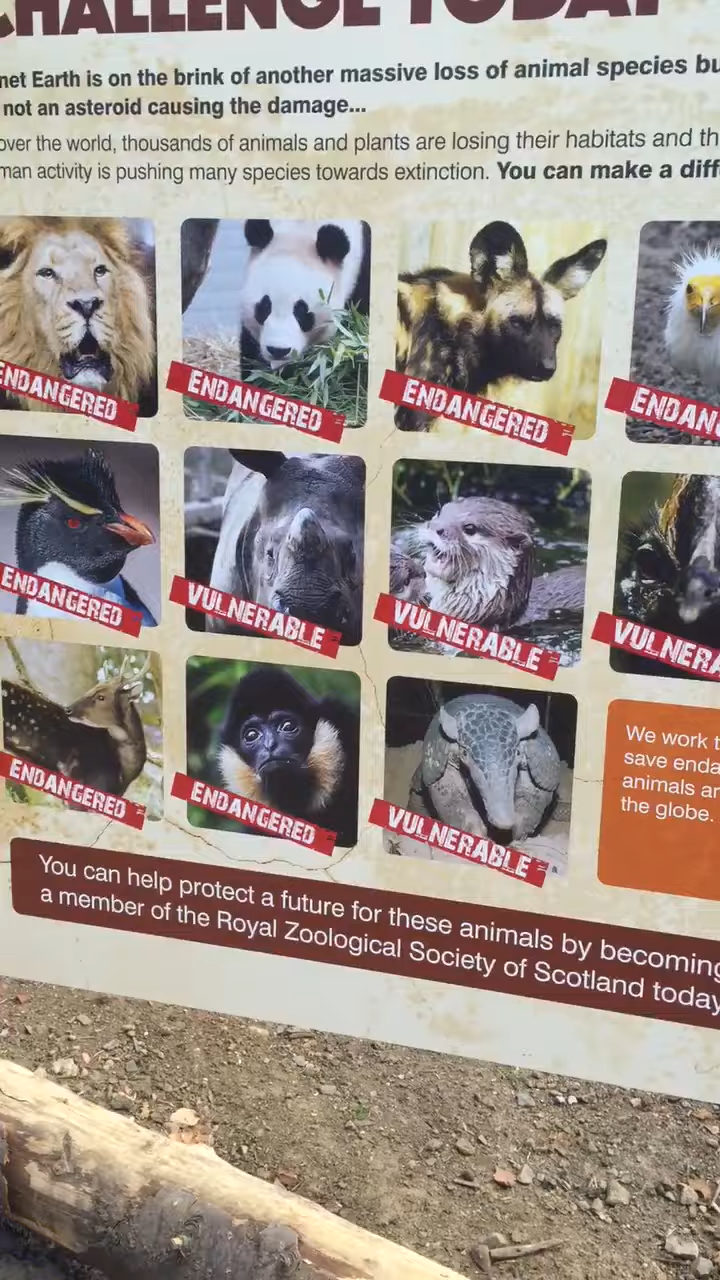 CHALLENGE TODAY
net Earth is on the brink of another massive loss of animal species bu
not an asteroid causing the damage...
over the world, thousands of animals and plants are losing their habitats and th
man activity is pushing many species towards extinction. You can make a diff
ENDANGERED
ENDANGERED
ENDANGERED
ENDANG
ENDANGERED
VULNERABLE
VULNERABLE
VULNERA
ENDANGERED
ENDANGERED
VULNERABLE
We work t
save enda
animals ar
the globe.
You can help protect a future for these animals by becoming
a member of the Royal Zoological Society of Scotland today